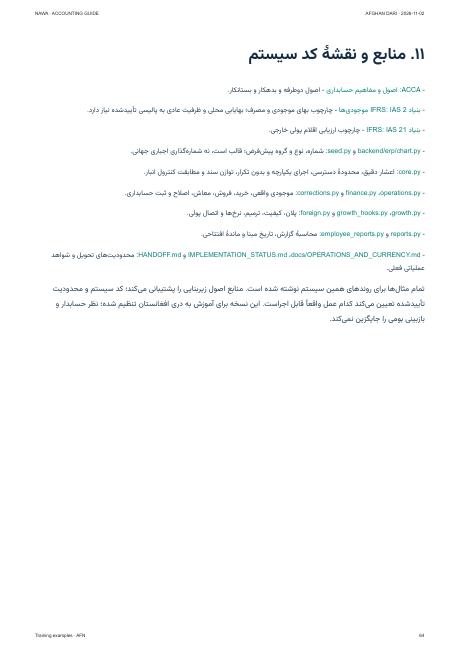 NAWA · ACCOUNTING GUIDE
AFGHAN DARI · 2026-11-02
۱۱. منابع و نقشهٔ کد سیستم
- ACCA: اصول و مفاهیم حسابداری - اصول دوطرفه و بدهکار و بستانکار.
- بنیاد IFRS: IAS 2 موجودی‌ها - چارچوب بهای موجودی و مصرف؛ بهایابی محلی و ظرفیت عادی به پالیسی تأییدشده نیاز دارد.
- بنیاد IFRS: IAS 21 - چارچوب ارزیابی اقلام پولی خارجی.
- backend/erp/chart.py و seed.py: شماره، نوع و گروه پیش‌فرض؛ قالب است، نه شماره‌گذاری اجباری جهانی.
- core.py: اعشار دقیق، محدودهٔ دسترسی، اجرای یکپارچه و بدون تکرار، توازن سند و مطابقت کنترول انبار.
- operations.py، finance.py و corrections.py: موجودی واقعی، خرید، فروش، معاش، اصلاح و ثبت حسابداری.
- growth.py، growth_hooks.py و foreign.py: پلان، کیفیت، ترمیم، نرخ‌ها و اتصال پولی.
- reports.py و employee_reports.py: محاسبهٔ گزارش، تاریخ مبنا و ماندهٔ افتتاحی.
- docs/OPERATIONS_AND_CURRENCY.md، IMPLEMENTATION_STATUS.md و HANDOFF.md: محدودیت‌های تحویل و شواهد
عملیاتی فعلی.
تمام مثال‌ها برای روندهای همین سیستم نوشته شده است. منابع اصول زیربنایی را پشتیبانی می‌کند؛ کد سیستم و محدودیت
تأییدشده تعیین می‌کند کدام عمل واقعاً قابل اجراست. این نسخه برای آموزش به دری افغانستان تنظیم شده؛ نظر حسابدار و
بازبینی بومی را جایگزین نمی‌کند.
Training examples · AFN
64